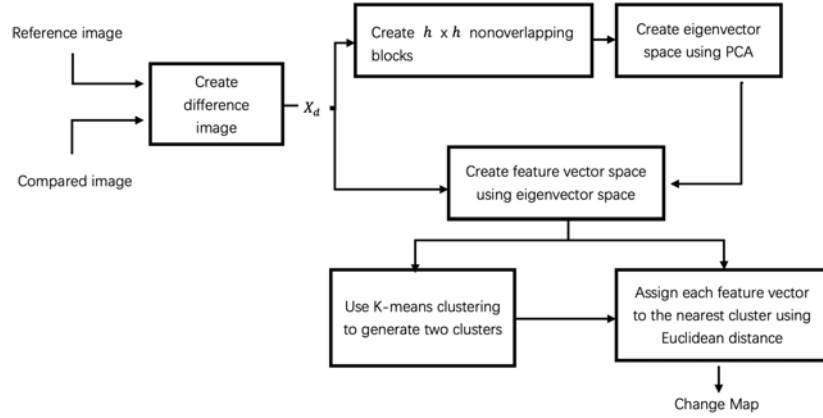 Reference image
Create
difference
image
Compared image
X_d
Create h x h nonoverlapping
blocks
Create eigenvector
space using PCA
Create feature vector space
using eigenvector space
Use K-means clustering
to generate two clusters
Assign each feature vector
to the nearest cluster using
Euclidean distance
Change Map